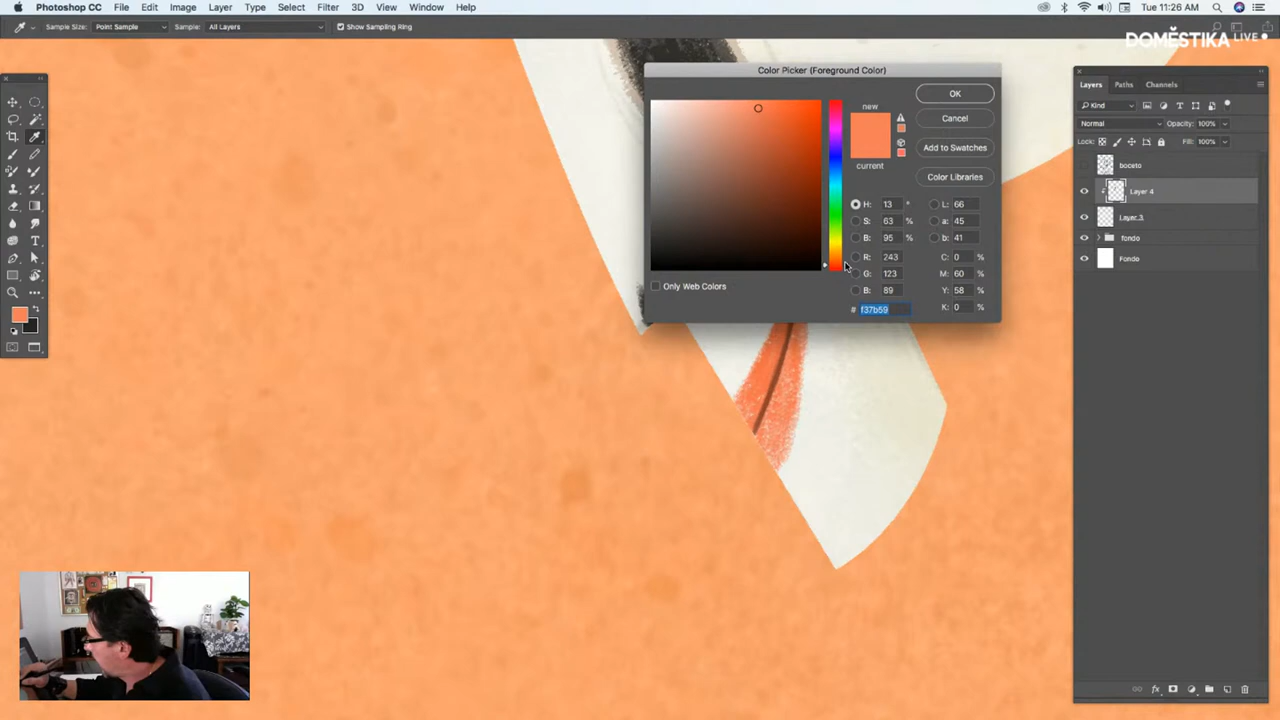 Photoshop CC File Edit Image Layer Type Select Filter 3D View Window Help Tue 11:26 AM
Sample Size: Point Sample Sample: All Layers Show Sampling Ring
DOMESTIKA LIVE
Color Picker (Foreground Color)
new
current
OK
Cancel
Add to Swatches
Color Libraries
H: 13 °
S: 63 %
B: 95 %
R: 243
G: 123
B: 89
# f37b59
L: 66
a: 45
b: 41
C: 0 %
M: 60 %
Y: 58 %
K: 0 %
Only Web Colors
Layers Paths Channels
Kind
Normal Opacity: 100%
Lock: Fill: 100%
boceto
Layer 4
Layer 3
fondo
Fondo